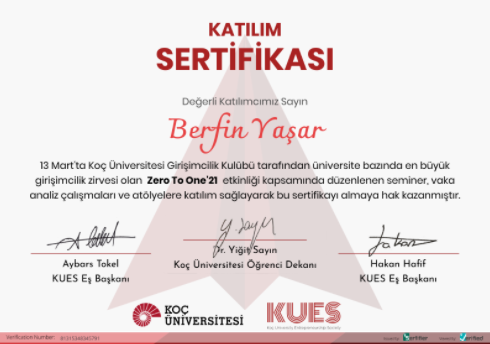 KATILIM
SERTİFİKASI
Değerli Katılımcımız Sayın
Berfin Yaşar
13 Mart'ta Koç Üniversitesi Girişimcilik Kulübü tarafından üniversite bazında en büyük
girişimcilik zirvesi olan Zero To One'21 etkinliği kapsamında düzenlenen seminer, vaka
analiz çalışmaları ve atölyelere katılım sağlayarak bu sertifikayı almaya hak kazanmıştır.
Aybars Tokel
KUES Eş Başkanı
Dr. Yiğit Sayın
Koç Üniversitesi Öğrenci Dekanı
Hakan Hafif
KUES Eş Başkanı
KOÇ
ÜNİVERSİTESİ
KUES
Koç University Entrepreneurship Society
Verification Number: